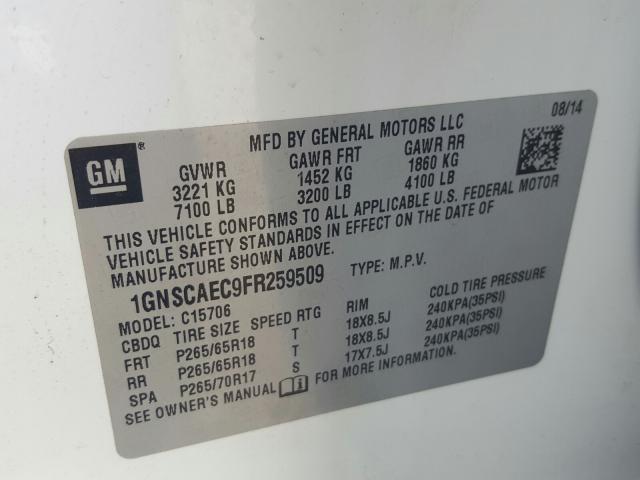 MFD BY GENERAL MOTORS LLC 08/14
GM®
GVWR GAWR FRT GAWR RR
3221 KG 1452 KG 1860 KG
7100 LB 3200 LB 4100 LB
THIS VEHICLE CONFORMS TO ALL APPLICABLE U.S. FEDERAL MOTOR
VEHICLE SAFETY STANDARDS IN EFFECT ON THE DATE OF
MANUFACTURE SHOWN ABOVE.
1GNSCAEC9FR259509 TYPE: M.P.V.
MODEL: C15706
CBDQ TIRE SIZE SPEED RTG RIM COLD TIRE PRESSURE
FRT P265/65R18 T 18X8.5J 240KPA(35PSI)
RR P265/65R18 T 18X8.5J 240KPA(35PSI)
SPA P265/70R17 S 17X7.5J 240KPA(35PSI)
SEE OWNER'S MANUAL FOR MORE INFORMATION.